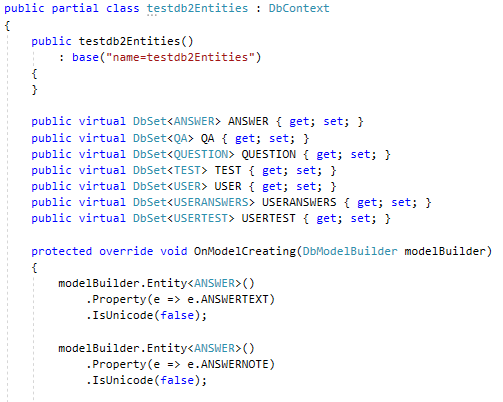 public partial class testdb2Entities : DbContext
{
public testdb2Entities()
: base("name=testdb2Entities")
{
}
public virtual DbSet<ANSWER> ANSWER { get; set; }
public virtual DbSet<QA> QA { get; set; }
public virtual DbSet<QUESTION> QUESTION { get; set; }
public virtual DbSet<TEST> TEST { get; set; }
public virtual DbSet<USER> USER { get; set; }
public virtual DbSet<USERANSWERS> USERANSWERS { get; set; }
public virtual DbSet<USERTEST> USERTEST { get; set; }
protected override void OnModelCreating(DbModelBuilder modelBuilder)
{
modelBuilder.Entity<ANSWER>()
.Property(e => e.ANSWERTEXT)
.IsUnicode(false);
modelBuilder.Entity<ANSWER>()
.Property(e => e.ANSWERNOTE)
.IsUnicode(false);